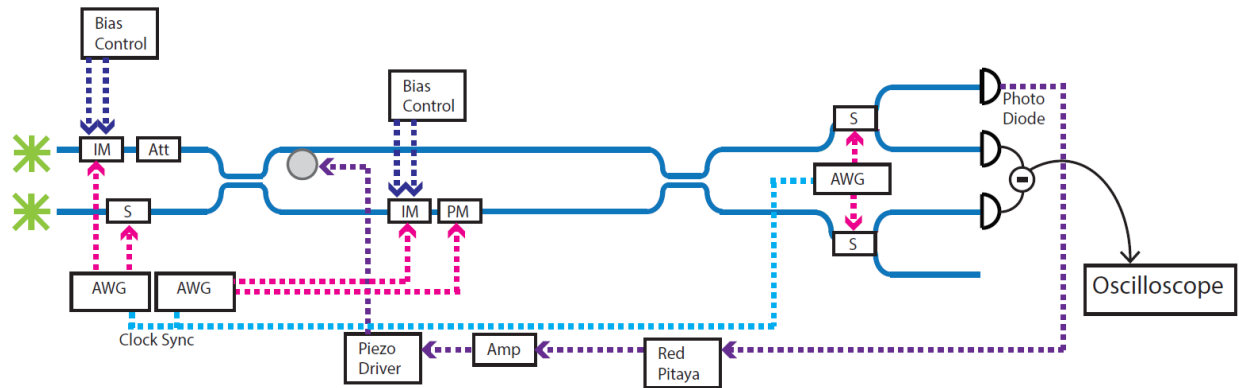 Bias
Control
Bias
Control
Photo
Diode
S
IM
Att
AWG
S
IM
PM
S
AWG
AWG
Oscilloscope
Clock Sync
Piezo
Driver
Amp
Red
Pitaya